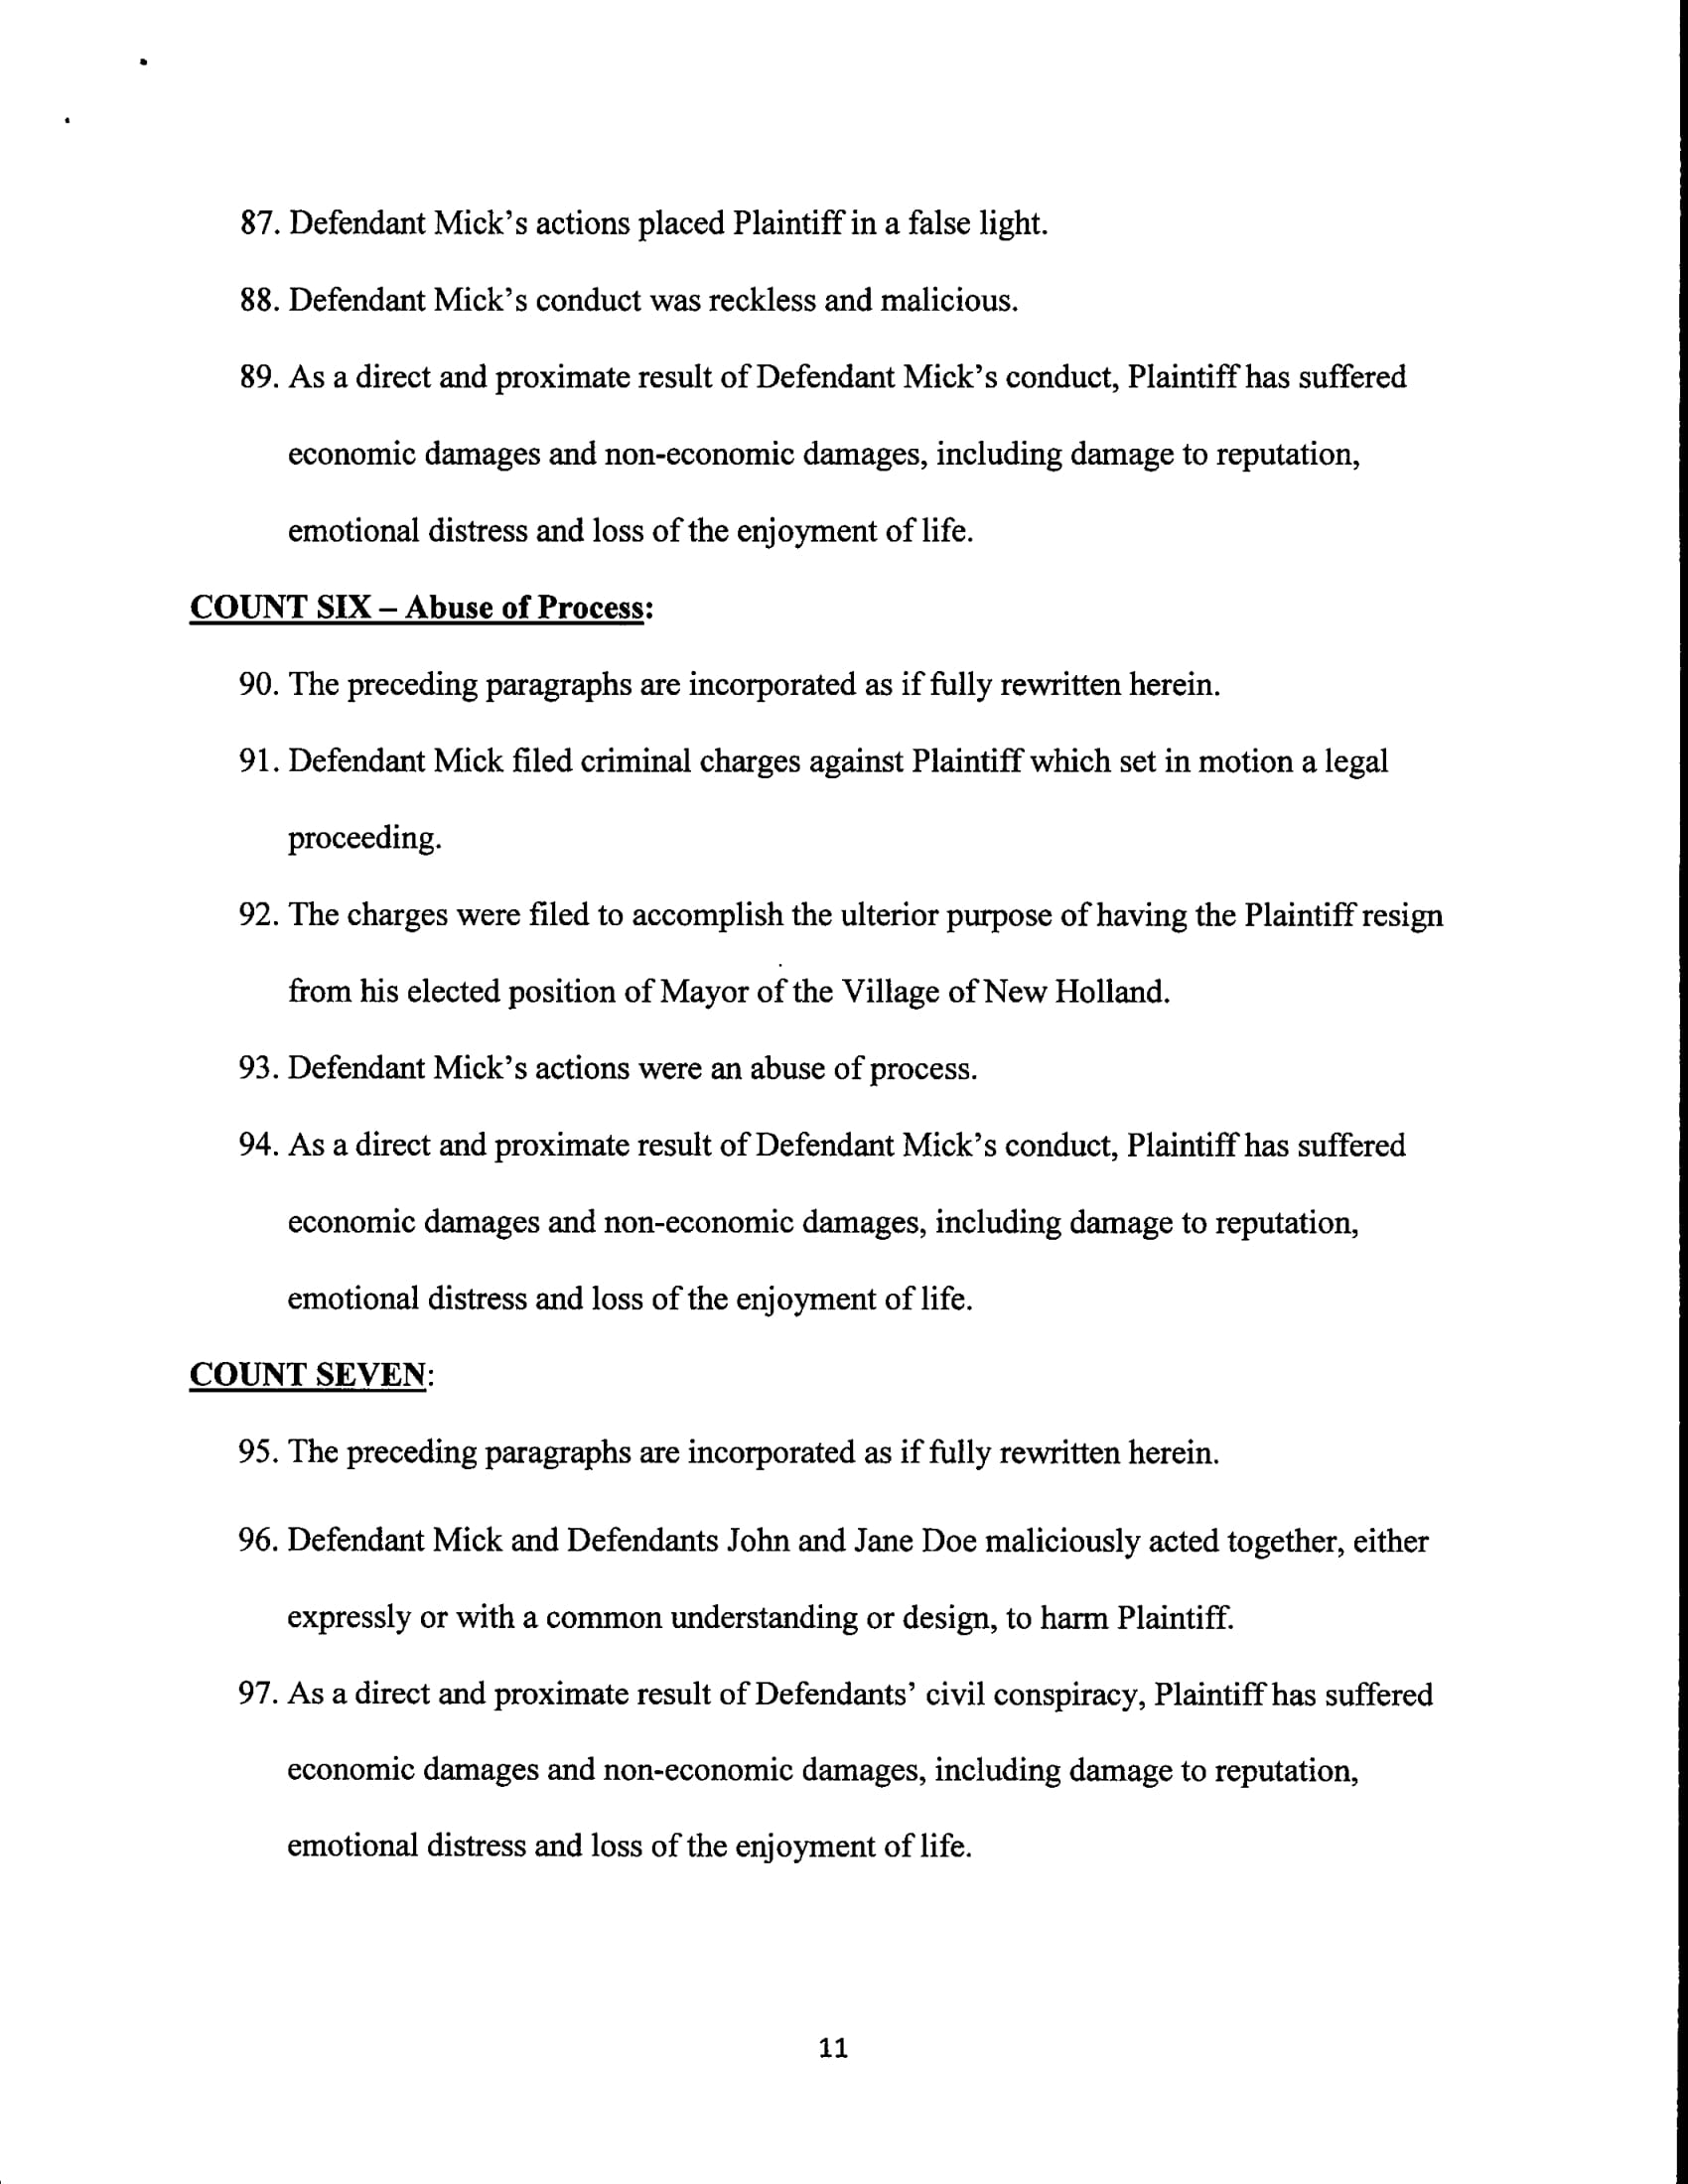 87. Defendant Mick’s actions placed Plaintiff in a false light.
88. Defendant Mick’s conduct was reckless and malicious.
89. As a direct and proximate result of Defendant Mick’s conduct, Plaintiff has suffered
economic damages and non-economic damages, including damage to reputation,
emotional distress and loss of the enjoyment of life.
COUNT SIX – Abuse of Process:
90. The preceding paragraphs are incorporated as if fully rewritten herein.
91. Defendant Mick filed criminal charges against Plaintiff which set in motion a legal
proceeding.
92. The charges were filed to accomplish the ulterior purpose of having the Plaintiff resign
from his elected position of Mayor of the Village of New Holland.
93. Defendant Mick’s actions were an abuse of process.
94. As a direct and proximate result of Defendant Mick’s conduct, Plaintiff has suffered
economic damages and non-economic damages, including damage to reputation,
emotional distress and loss of the enjoyment of life.
COUNT SEVEN:
95. The preceding paragraphs are incorporated as if fully rewritten herein.
96. Defendant Mick and Defendants John and Jane Doe maliciously acted together, either
expressly or with a common understanding or design, to harm Plaintiff.
97. As a direct and proximate result of Defendants’ civil conspiracy, Plaintiff has suffered
economic damages and non-economic damages, including damage to reputation,
emotional distress and loss of the enjoyment of life.
11